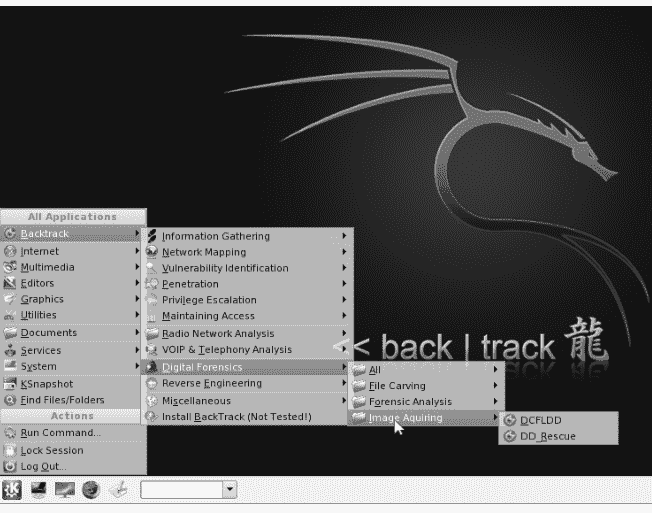 All Applications
Backtrack
Internet
Multimedia
Editors
Graphics
Utilities
Documents
Services
System
KSnapshot
Find Files/Folders
Actions
Run Command...
Lock Session
Log Out...
Information Gathering
Network Mapping
Vulnerability Identification
Penetration
Privilege Escalation
Maintaining Access
Radio Network Analysis
VOIP & Telephony Analysis
Digital Forensics
Reverse Engineering
Miscellaneous
Install BackTrack (Not Tested!)
<< back | track 龍
All
File Carving
Forensic Analysis
Image Aquiring
DCFLDD
DD_Rescue